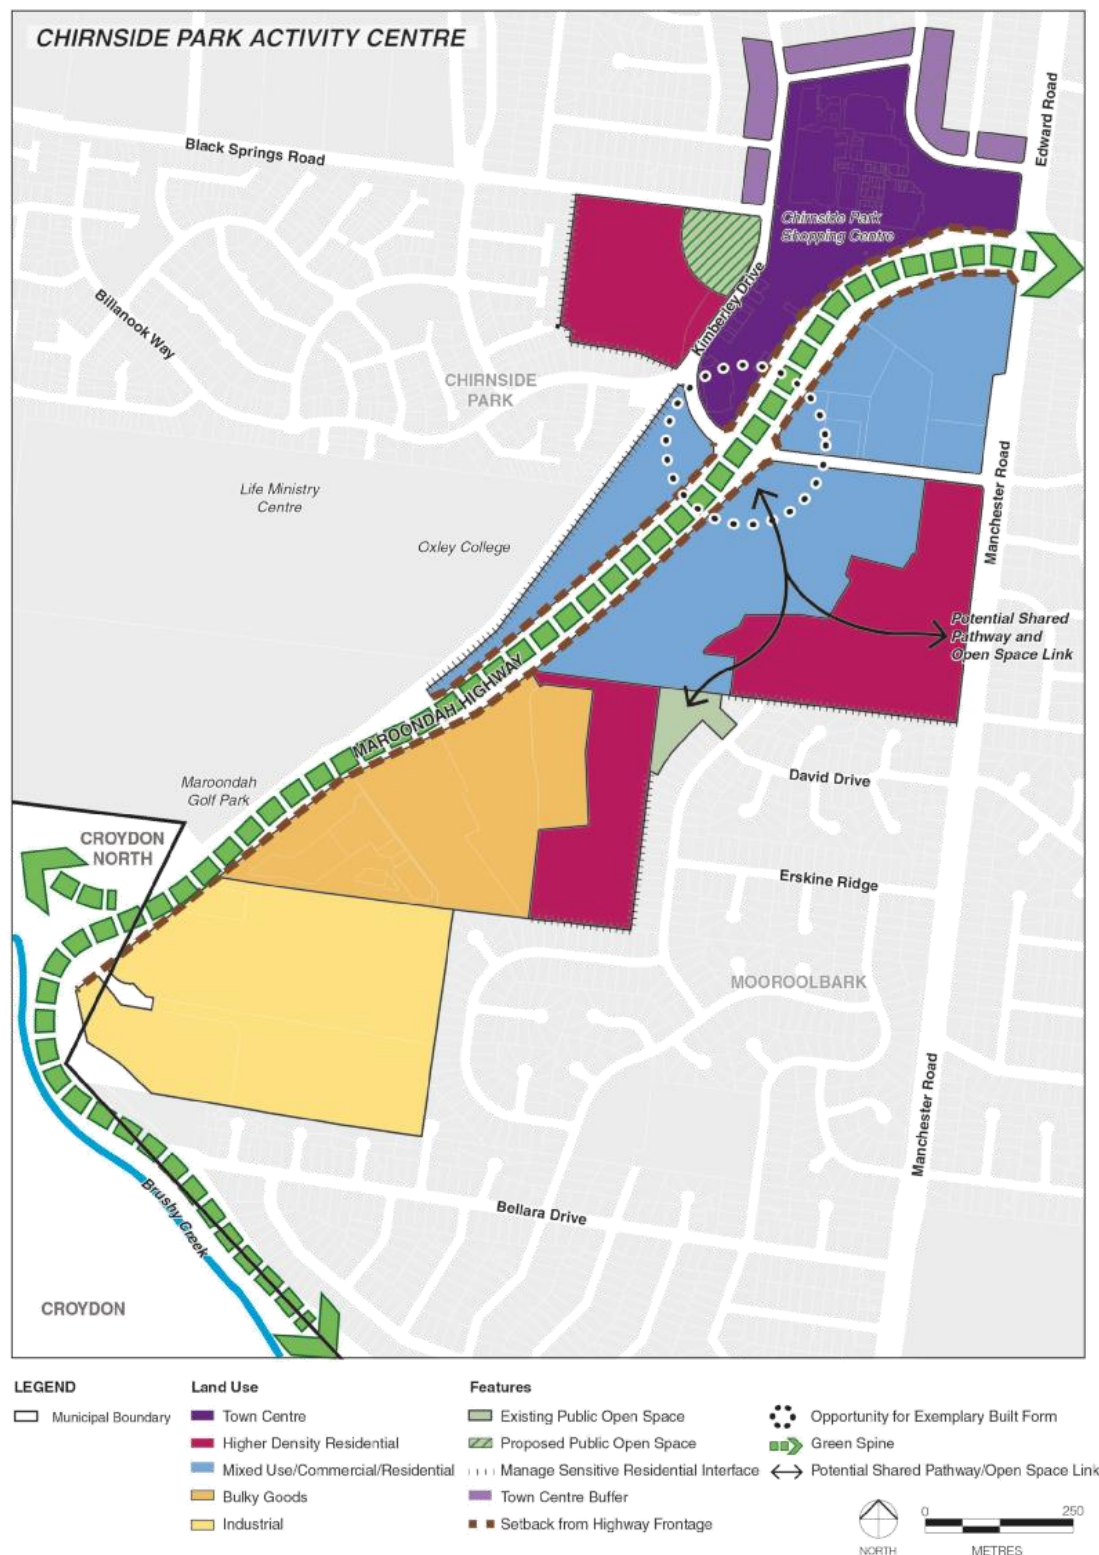 CHIRNSIDE PARK ACTIVITY CENTRE
Edward Road
Black Springs Road
Chirnside Park
Shopping Centre
Kimberley Drive
Billanook Way
CHIRNSIDE
PARK
Life Ministry
Centre
Oxley College
Manchester Road
Potential Shared
Pathway and
Open Space Link
MAROONDAH HIGHWAY
Maroondah
Golf Park
David Drive
CROYDON
NORTH
Erskine Ridge
MOOROOLBARK
Manchester Road
Brushy Creek
Bellara Drive
CROYDON
LEGEND
Municipal Boundary
Land Use
Town Centre
Higher Density Residential
Mixed Use/Commercial/Residential
Bulky Goods
Industrial
Features
Existing Public Open Space
Proposed Public Open Space
Manage Sensitive Residential Interface
Town Centre Buffer
Setback from Highway Frontage
Opportunity for Exemplary Built Form
Green Spine
Potential Shared Pathway/Open Space Link
NORTH
0
250
METRES